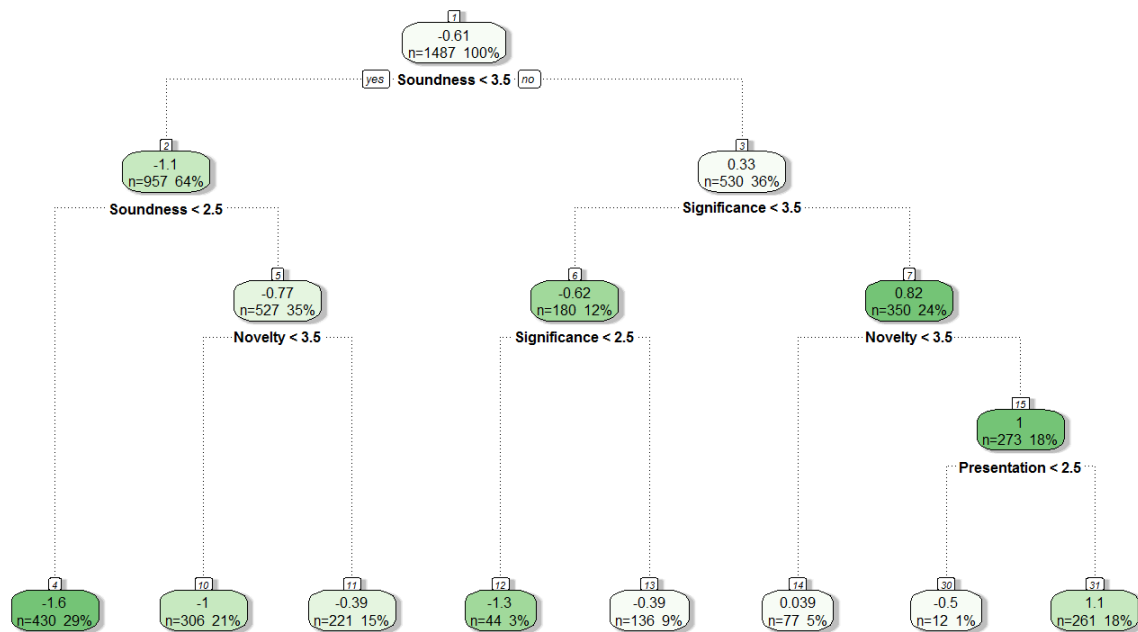 1
-0.61
n=1487 100%
yes Soundness < 3.5 no
2
-1.1
n=957 64%
3
0.33
n=530 36%
Soundness < 2.5
Significance < 3.5
5
-0.77
n=527 35%
6
-0.62
n=180 12%
7
0.82
n=350 24%
Novelty < 3.5
Significance < 2.5
Novelty < 3.5
15
1
n=273 18%
Presentation < 2.5
4
-1.6
n=430 29%
10
-1
n=306 21%
11
-0.39
n=221 15%
12
-1.3
n=44 3%
13
-0.39
n=136 9%
14
0.039
n=77 5%
30
-0.5
n=12 1%
31
1.1
n=261 18%